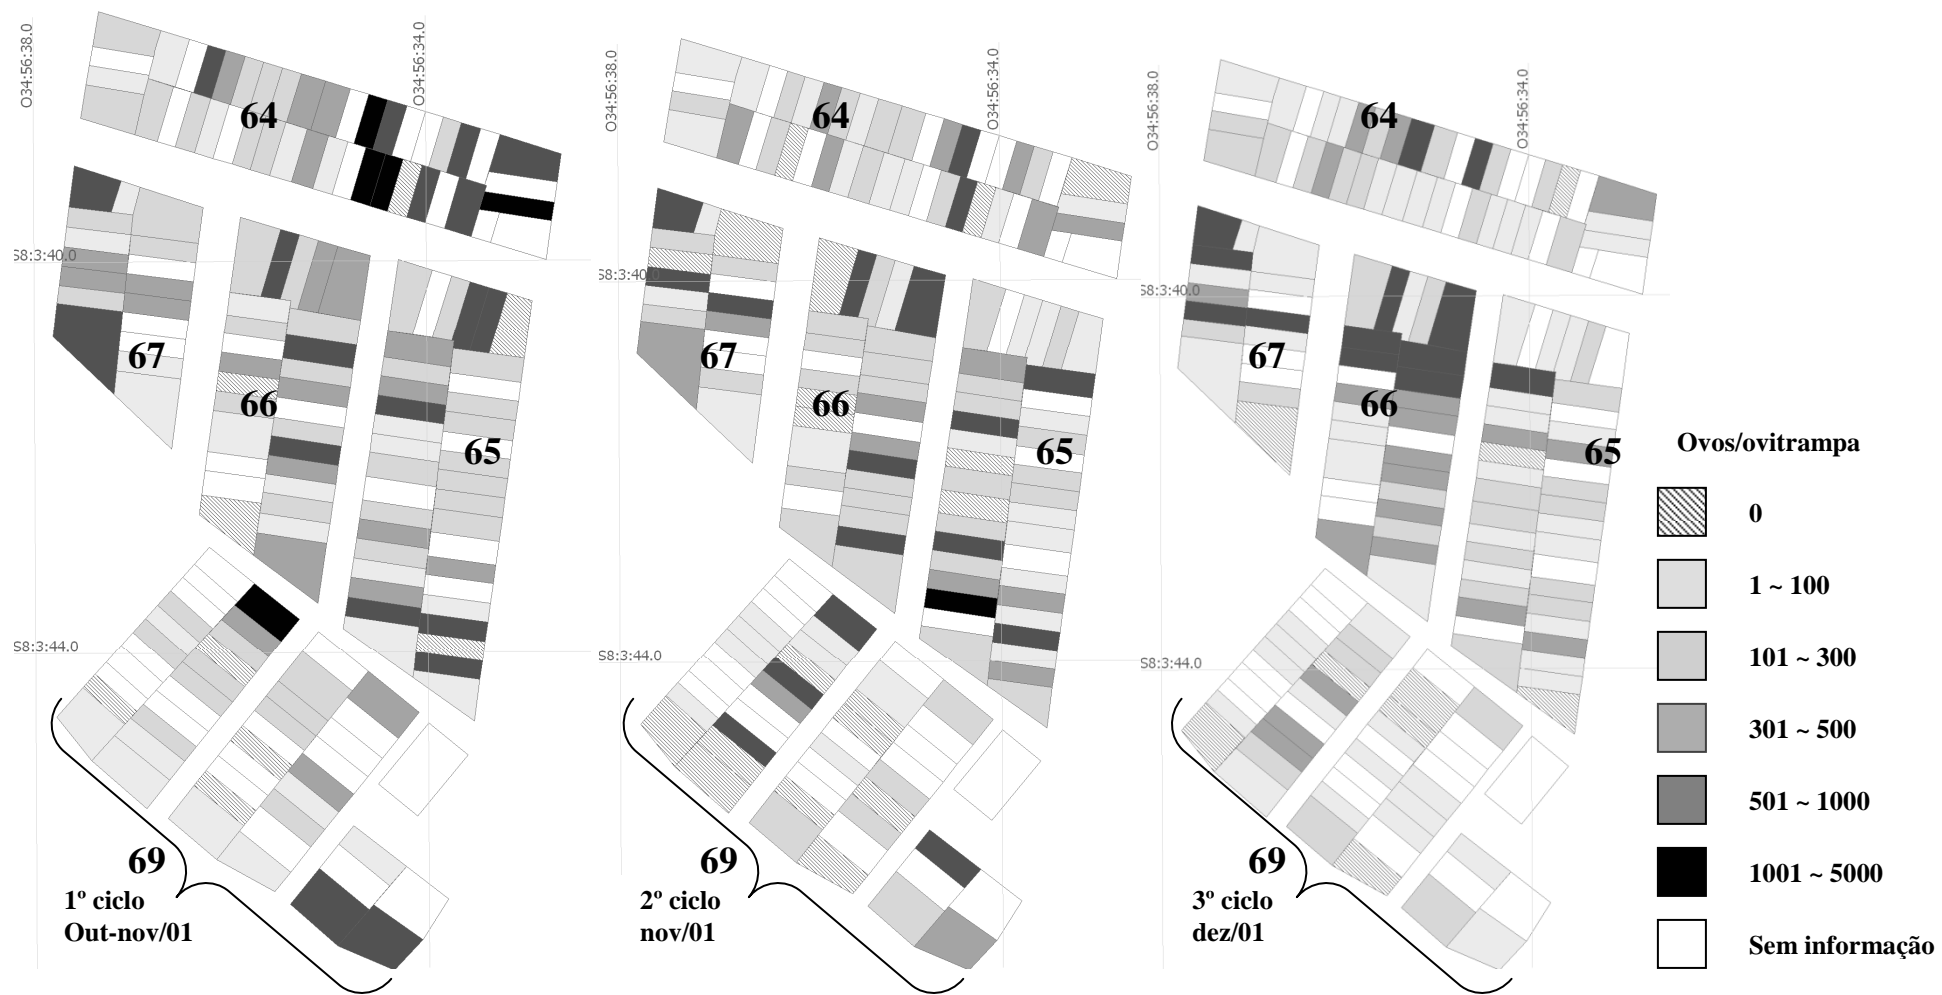 O34:56:38.0
O34:56:34.0
O34:56:38.0
O34:56:34.0
O34:56:38.0
O34:56:34.0
64
64
64
S8:3:40.0
S8:3:40.0
S8:3:40.0
67
67
67
66
66
66
65
65
65
S8:3:44.0
S8:3:44.0
S8:3:44.0
69
69
69
1º ciclo
Out-nov/01
2º ciclo
nov/01
3º ciclo
dez/01
Ovos/ovitrampa
0
1 ~ 100
101 ~ 300
301 ~ 500
501 ~ 1000
1001 ~ 5000
Sem informação